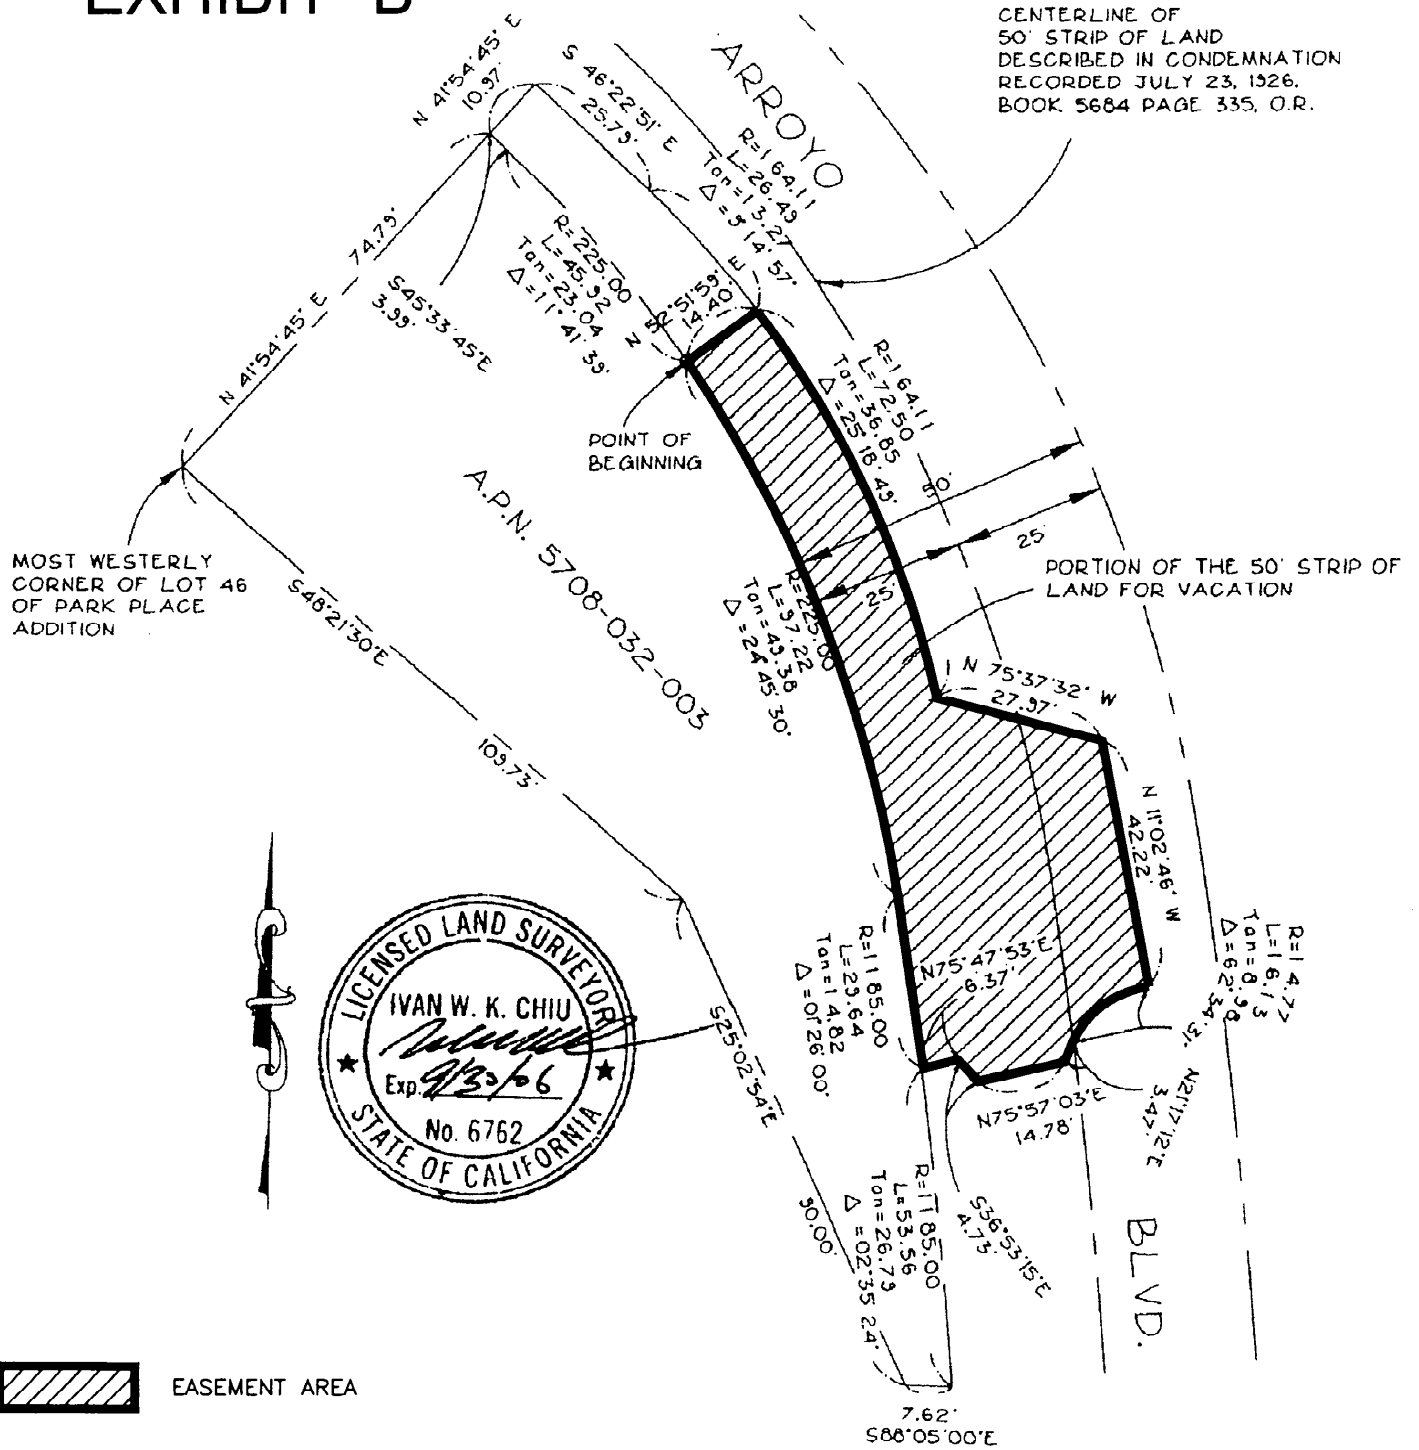 EXHIBIT "B"
CENTERLINE OF
50' STRIP OF LAND
DESCRIBED IN CONDEMNATION
RECORDED JULY 23, 1926,
BOOK 5684 PAGE 335, O.R.
N 41°54'45" E
10.97'
S 46°22'51" E
25.79'
ARROYO
R=164.11
L=26.49
Tan=13.27
Δ=9°14'57"
N 41°54'45" E 74.79'
S45°33'45"E
3.99'
R=225.00
L=45.92
Tan=23.04
Δ=11°41'39"
N 52°51'59" E
14.40'
POINT OF
BEGINNING
R=164.11
L=72.50
Tan=36.85
Δ=25°18'49"
50'
25'
25'
MOST WESTERLY
CORNER OF LOT 46
OF PARK PLACE
ADDITION
A.P.N. 5708-032-003
PORTION OF THE 50' STRIP OF
LAND FOR VACATION
S48°21'30"E
109.73'
R=225.00
L=97.22
Tan=49.38
Δ=24°45'30"
N 75°37'32" W
27.97'
N 11°02'46" W
42.22'
LICENSED LAND SURVEYOR
IVAN W. K. CHIU
Exp. 9/30/06
No. 6762
STATE OF CALIFORNIA
R=1185.00
L=29.64
Tan=14.82
Δ=01°26'00"
N75°47'53"E
6.37'
R=14.77
L=16.13
Tan=8.98
Δ=62°34'31"
S25°02'54"E
90.00'
N75°57'03"E
14.78'
N21°17'12"E
3.47'
S36°53'15"E
4.73'
R=1185.00
L=53.56
Tan=26.79
Δ=02°35'24"
BLVD.
EASEMENT AREA
7.62'
S88°05'00"E